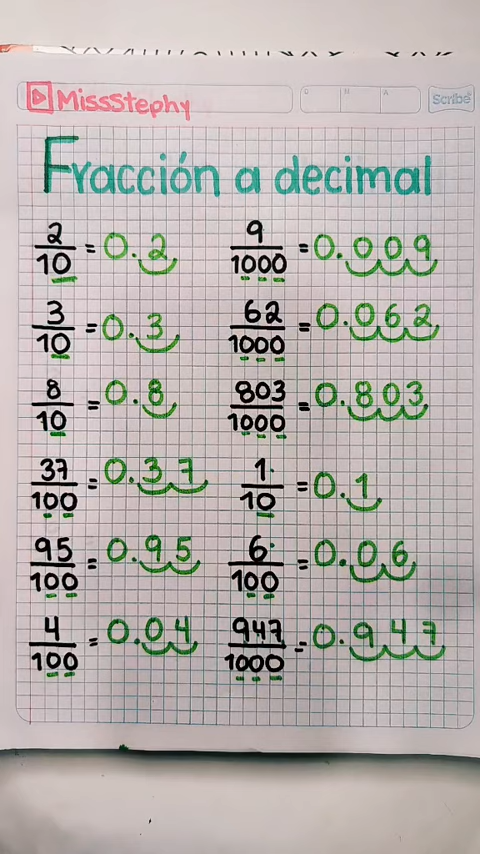 MissStephy
D N A
Scribe
Fracción a decimal
2/10 = 0.2
3/10 = 0.3
8/10 = 0.8
37/100 = 0.37
95/100 = 0.95
4/100 = 0.04
9/1000 = 0.009
62/1000 = 0.062
803/1000 = 0.803
1/10 = 0.1
6/100 = 0.06
947/1000 = 0.947